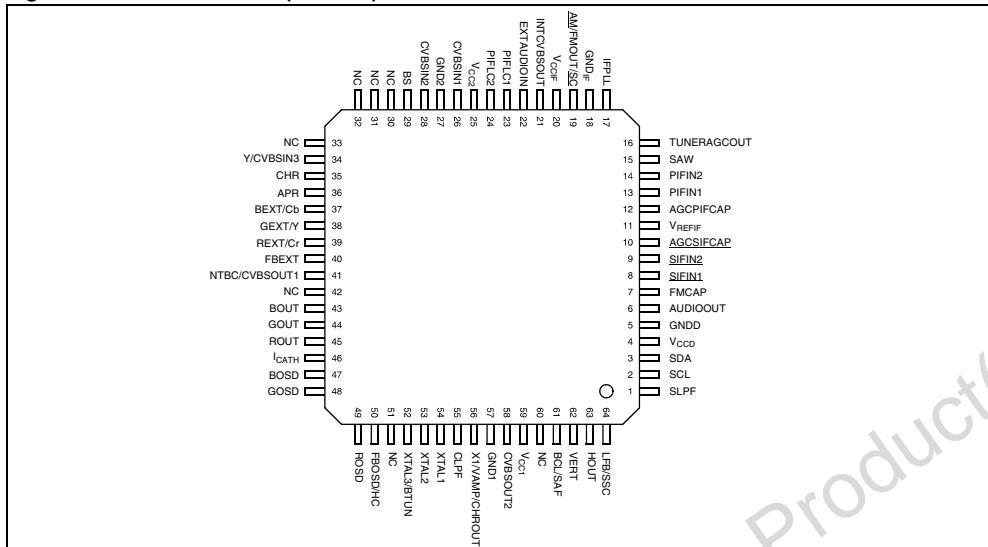 32 NC
31 NC
30 NC
29 BS
28 CVBSIN2
27 GND2
26 CVBSIN1
25 VCC2
24 PIFLC2
23 PIFLC1
22 EXTAUDIOIN
21 INTCVBSOUT
20 VCCIF
19 AM/FMOUT/SC
18 GNDIF
17 IFPLL
NC 33
Y/CVBSIN3 34
CHR 35
APR 36
BEXT/Cb 37
GEXT/Y 38
REXT/Cr 39
FBEXT 40
NTBC/CVBSOUT1 41
NC 42
BOUT 43
GOUT 44
ROUT 45
ICATH 46
BOSD 47
GOSD 48
16 TUNERAGCOUT
15 SAW
14 PIFIN2
13 PIFIN1
12 AGCPIFCAP
11 VREFIF
10 AGCSIFCAP
9 SIFIN2
8 SIFIN1
7 FMCAP
6 AUDIOOUT
5 GNDD
4 VCCD
3 SDA
2 SCL
1 SLPF
49 ROSD
50 FBOSD/HC
51 NC
52 XTAL3/BTUN
53 XTAL2
54 XTAL1
55 CLPF
56 X1/VAMP/CHROUT
57 GND1
58 CVBSOUT2
59 VCC1
60 NC
61 BCL/SAF
62 VERT
63 HOUT
64 LFB/SSC